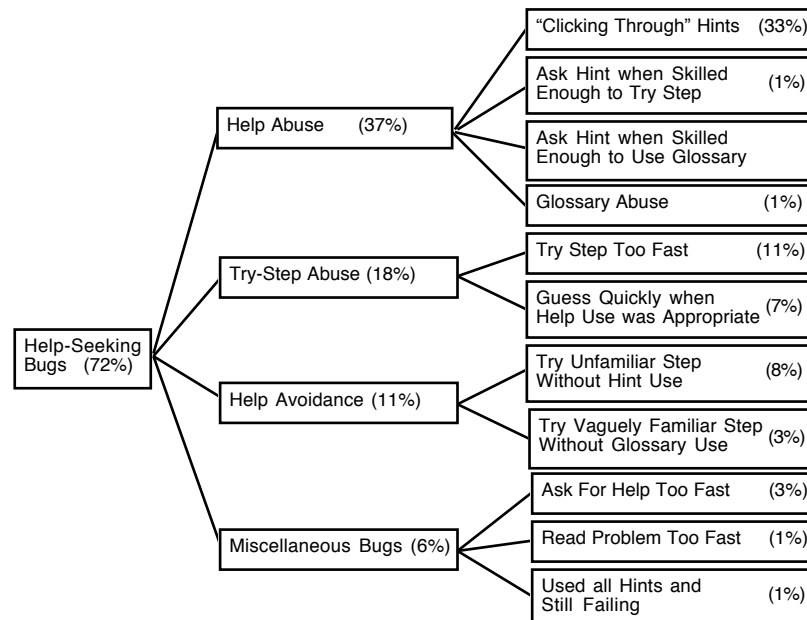 "Clicking Through" Hints (33%)
Ask Hint when Skilled
Enough to Try Step (1%)
Help Abuse (37%)
Ask Hint when Skilled
Enough to Use Glossary
Glossary Abuse (1%)
Try Step Too Fast (11%)
Try-Step Abuse (18%)
Guess Quickly when
Help Use was Appropriate (7%)
Help-Seeking
Bugs (72%)
Try Unfamiliar Step
Without Hint Use (8%)
Help Avoidance (11%)
Try Vaguely Familiar Step
Without Glossary Use (3%)
Ask For Help Too Fast (3%)
Miscellaneous Bugs (6%)
Read Problem Too Fast (1%)
Used all Hints and
Still Failing (1%)